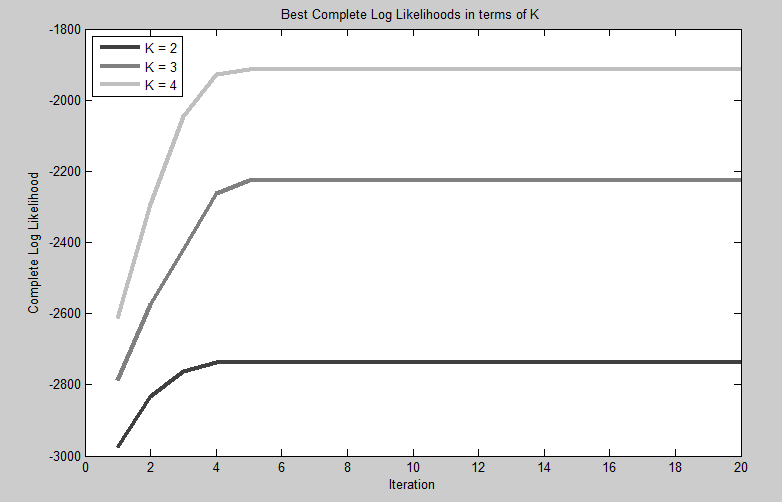 Best Complete Log Likelihoods in terms of K
K = 2
K = 3
K = 4
-1800
-2000
-2200
-2400
-2600
-2800
-3000
Complete Log Likelihood
0 2 4 6 8 10 12 14 16 18 20
Iteration